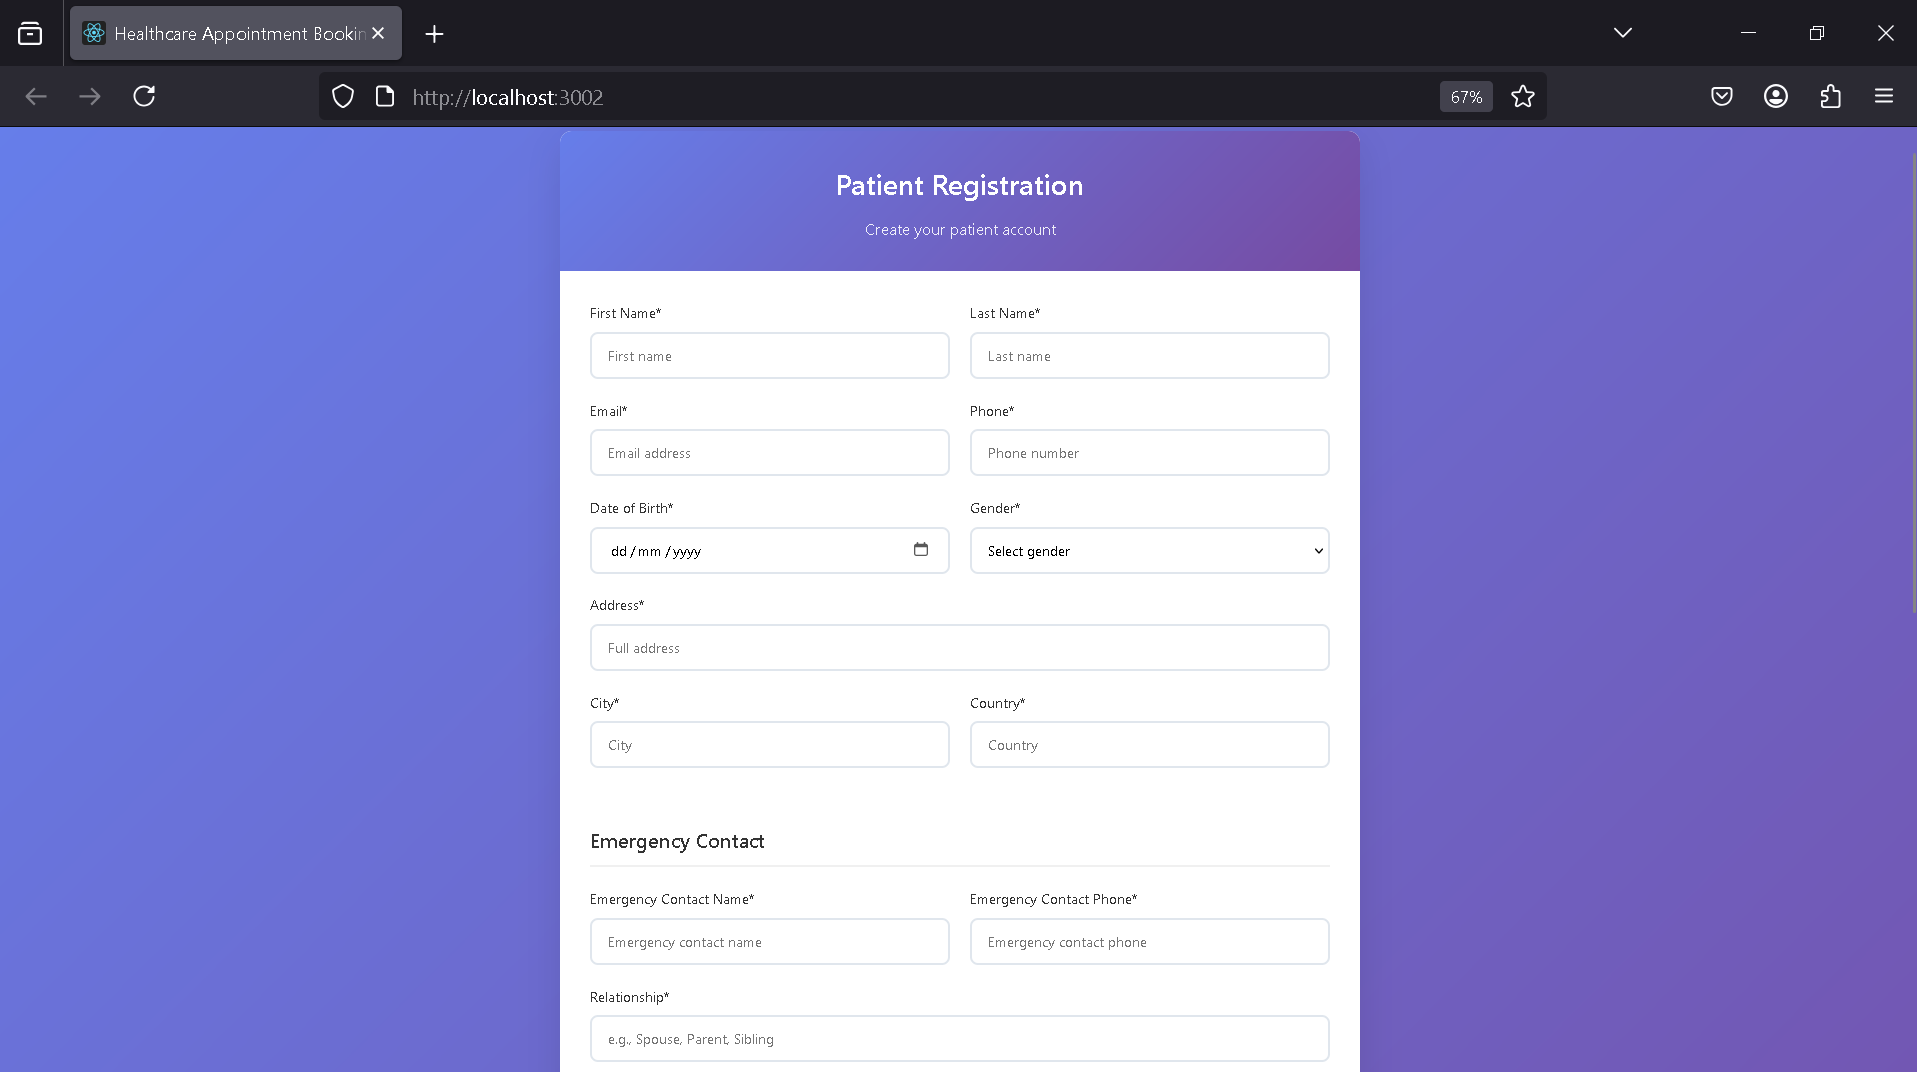 Healthcare Appointment Bookin
http://localhost:3002
67%
Patient Registration
Create your patient account
First Name*
Last Name*
First name
Last name
Email*
Phone*
Email address
Phone number
Date of Birth*
Gender*
dd/mm/yyyy
Select gender
Address*
Full address
City*
Country*
City
Country
Emergency Contact
Emergency Contact Name*
Emergency Contact Phone*
Emergency contact name
Emergency contact phone
Relationship*
e.g., Spouse, Parent, Sibling